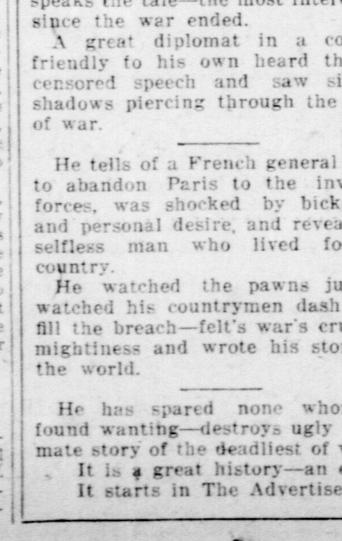 speaks the tale—the most inter
since the war ended.
A great diplomat in a co
friendly to his own heard th
censored speech and saw si
shadows piercing through the
of war.
He tells of a French general
to abandon Paris to the inv
forces, was shocked by bick
and personal desire, and revea
selfless man who lived fo
country.
He watched the pawns ju
watched his countrymen dash
fill the breach—felt's war's cru
mightiness and wrote his sto
the world.
He has spared none who
found wanting—destroys ugly
mate story of the deadliest of
It is a great history—an
It starts in The Advertise